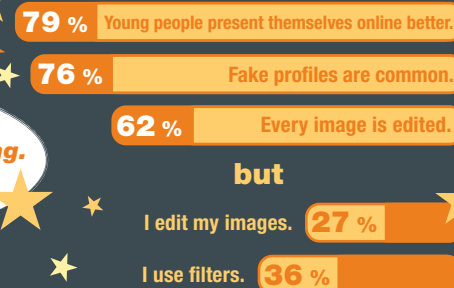 79 % Young people present themselves online better.
76 % Fake profiles are common.
62 % Every image is edited.
but
I edit my images. 27 %
I use filters. 36 %